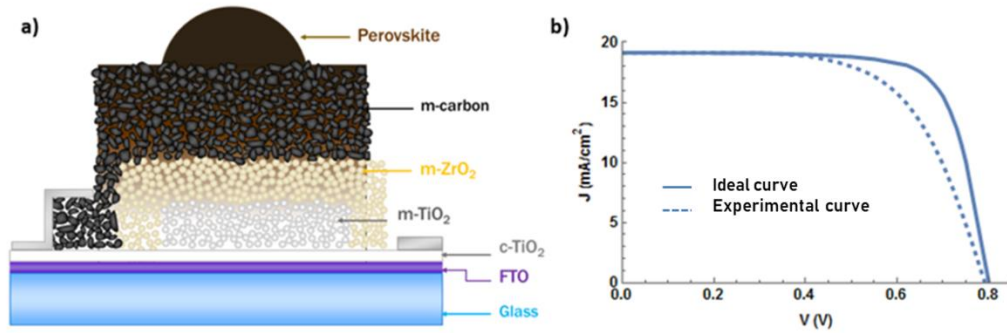 a)
Perovskite
m-carbon
m-ZrO₂
m-TiO₂
c-TiO₂
FTO
Glass
b)
J (mA/cm²)
20
15
10
5
0
Ideal curve
Experimental curve
0.0 0.2 0.4 0.6 0.8
V (V)